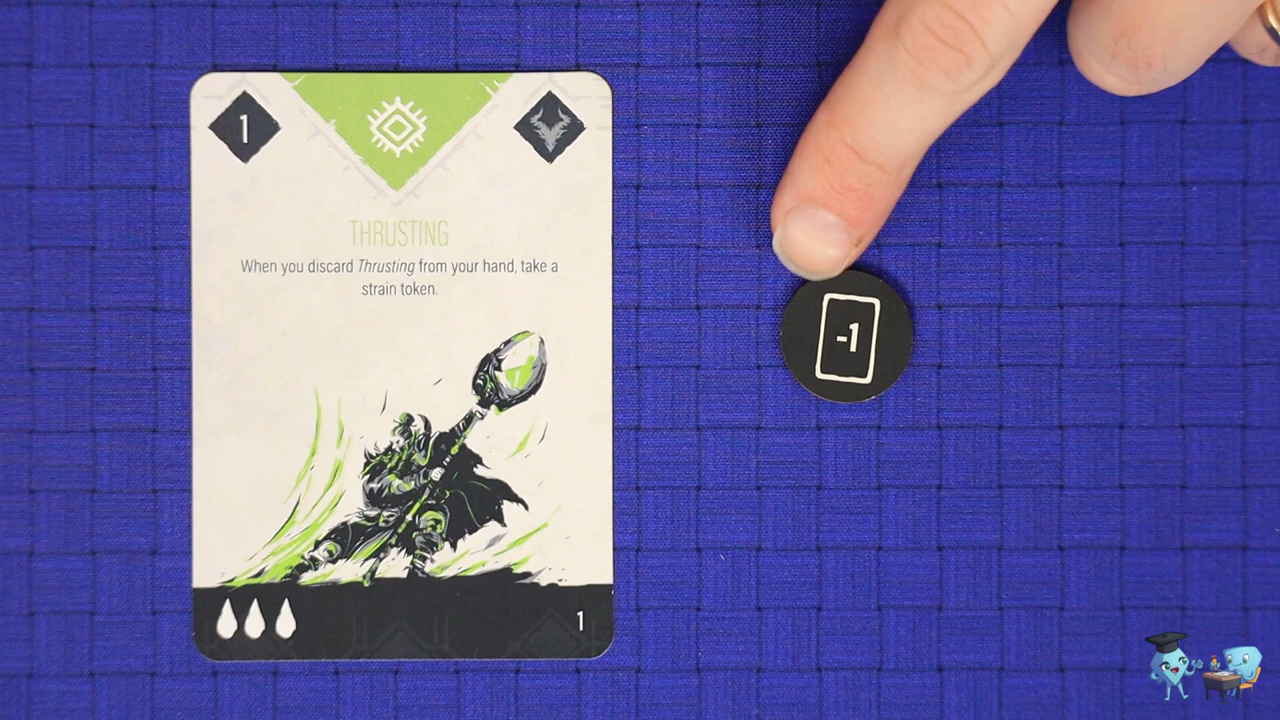 1
THRUSTING
When you discard Thrusting from your hand, take a
strain token.
1
-1